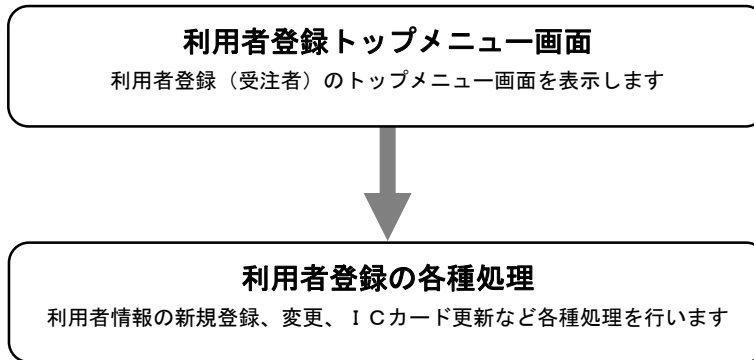 利用者登録トップメニュー画面
利用者登録（受注者）のトップメニュー画面を表示します
利用者登録の各種処理
利用者情報の新規登録、変更、ＩＣカード更新など各種処理を行います